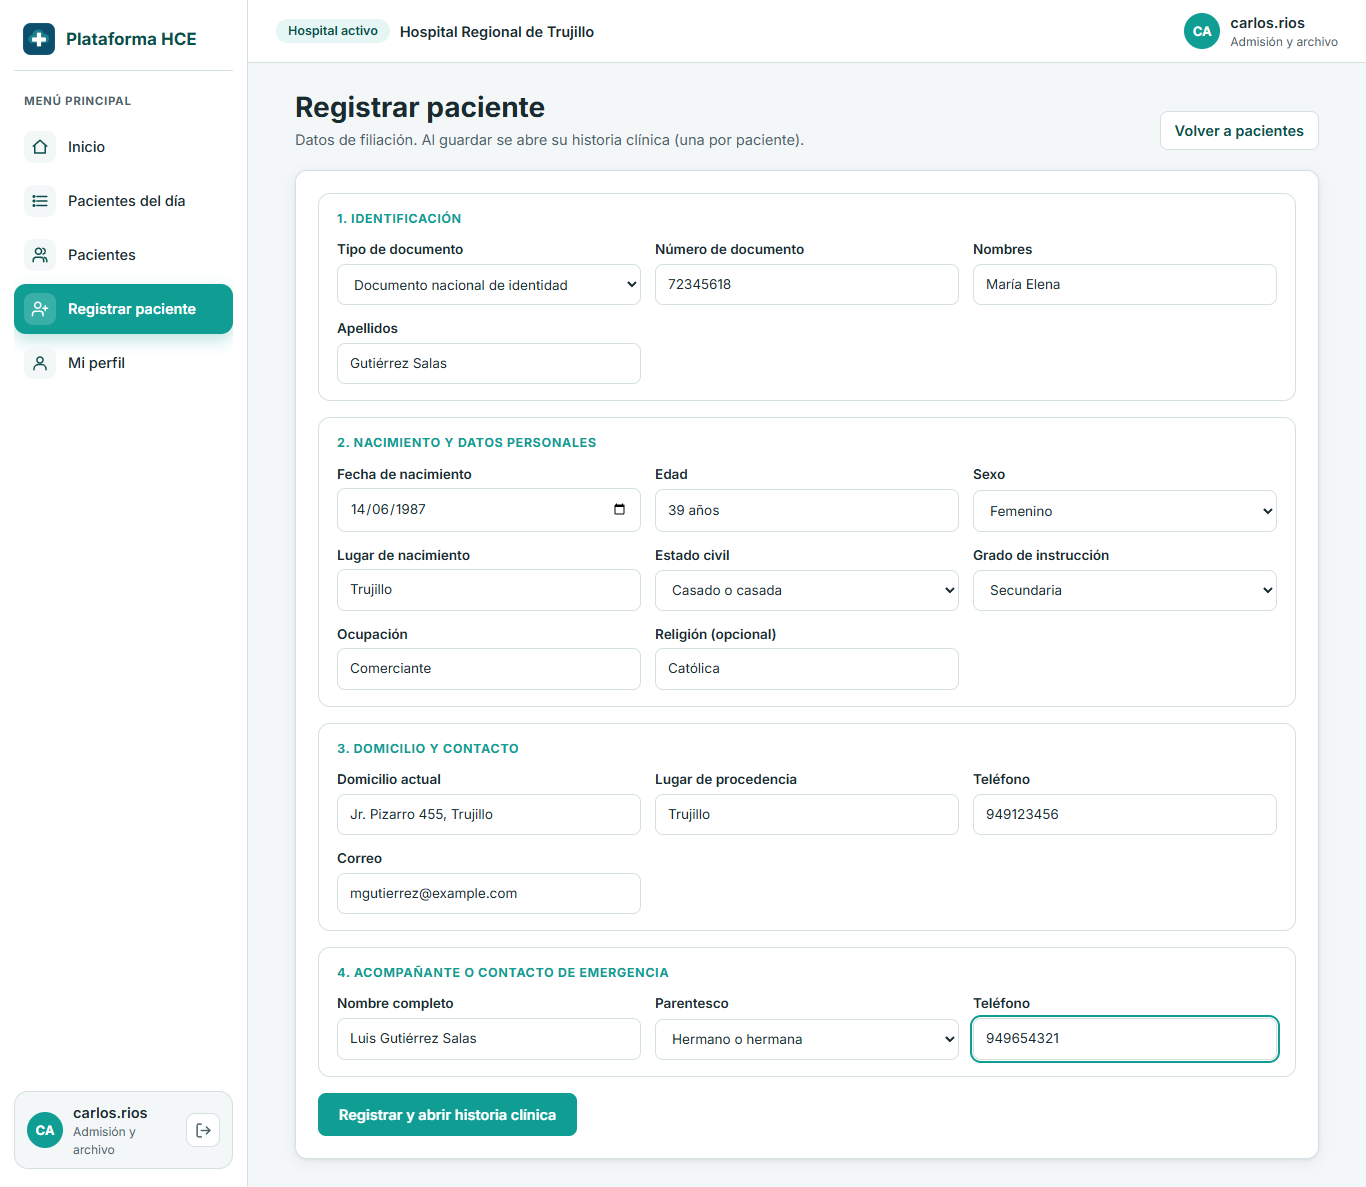 Plataforma HCE
MENÚ PRINCIPAL
Inicio
Pacientes del día
Pacientes
Registrar paciente
Mi perfil
CA
carlos.rios
Admisión y
archivo
Hospital activo
Hospital Regional de Trujillo
CA
carlos.rios
Admisión y archivo
Registrar paciente
Datos de filiación. Al guardar se abre su historia clínica (una por paciente).
Volver a pacientes
1. IDENTIFICACIÓN
Tipo de documento
Número de documento
Nombres
Documento nacional de identidad
72345618
María Elena
Apellidos
Gutiérrez Salas
2. NACIMIENTO Y DATOS PERSONALES
Fecha de nacimiento
Edad
Sexo
14/06/1987
39 años
Femenino
Lugar de nacimiento
Estado civil
Grado de instrucción
Trujillo
Casado o casada
Secundaria
Ocupación
Religión (opcional)
Comerciante
Católica
3. DOMICILIO Y CONTACTO
Domicilio actual
Lugar de procedencia
Teléfono
Jr. Pizarro 455, Trujillo
Trujillo
949123456
Correo
mgutierrez@example.com
4. ACOMPAÑANTE O CONTACTO DE EMERGENCIA
Nombre completo
Parentesco
Teléfono
Luis Gutiérrez Salas
Hermano o hermana
949654321
Registrar y abrir historia clínica